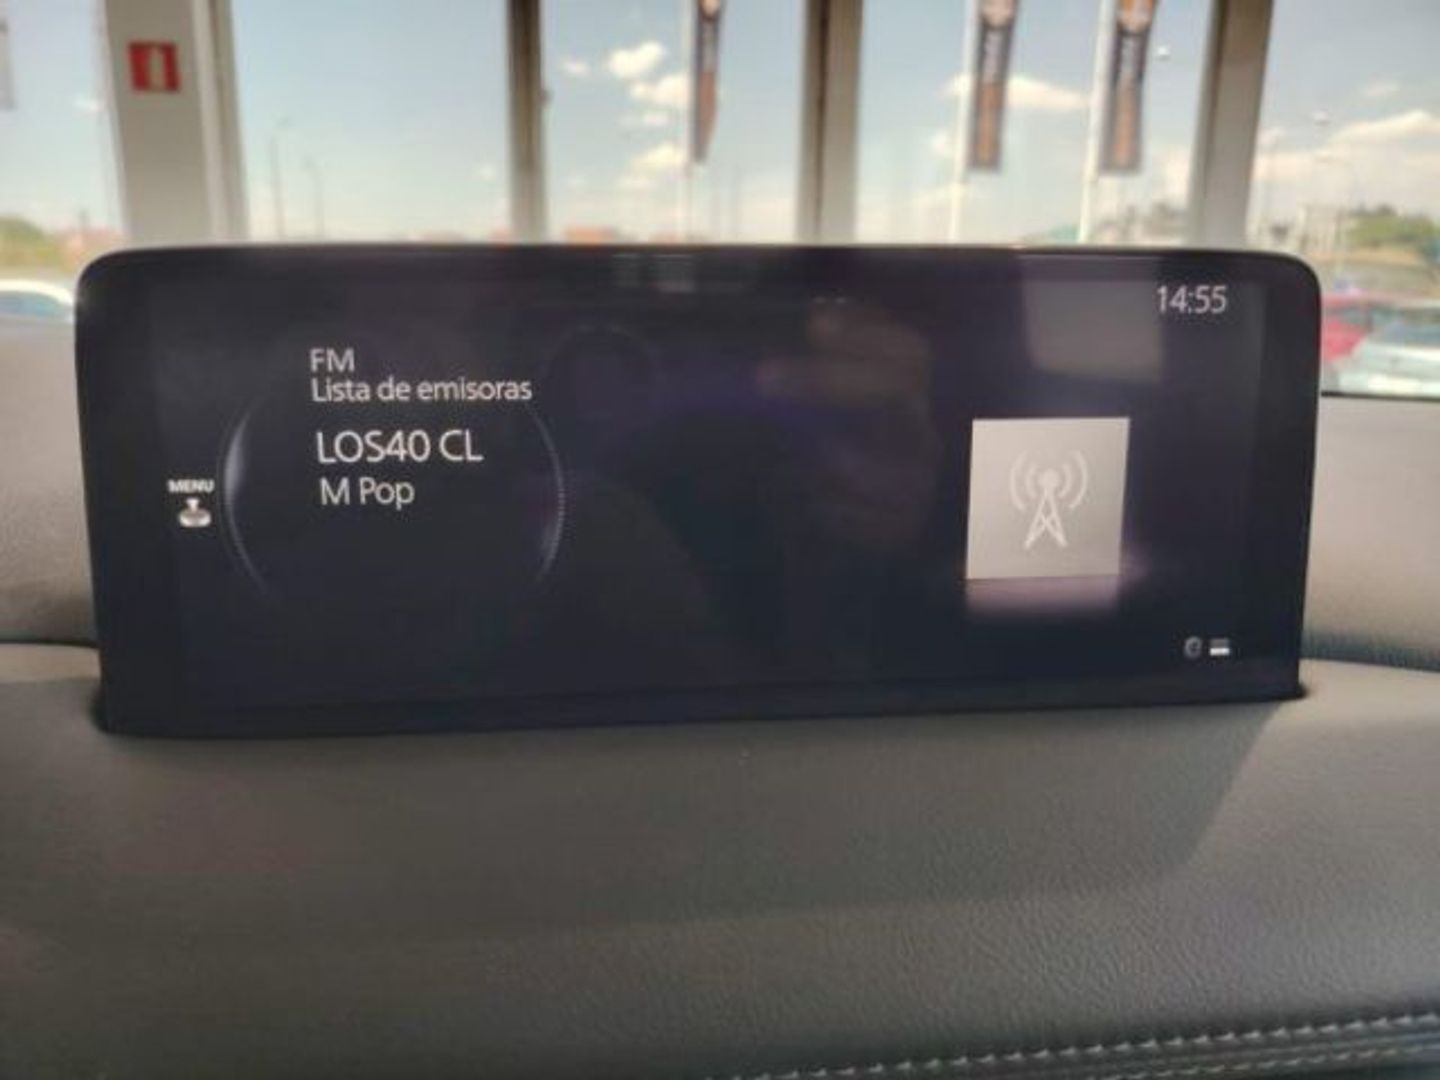 14:55
FM
Lista de emisoras
LOS40 CL
MENU
M Pop